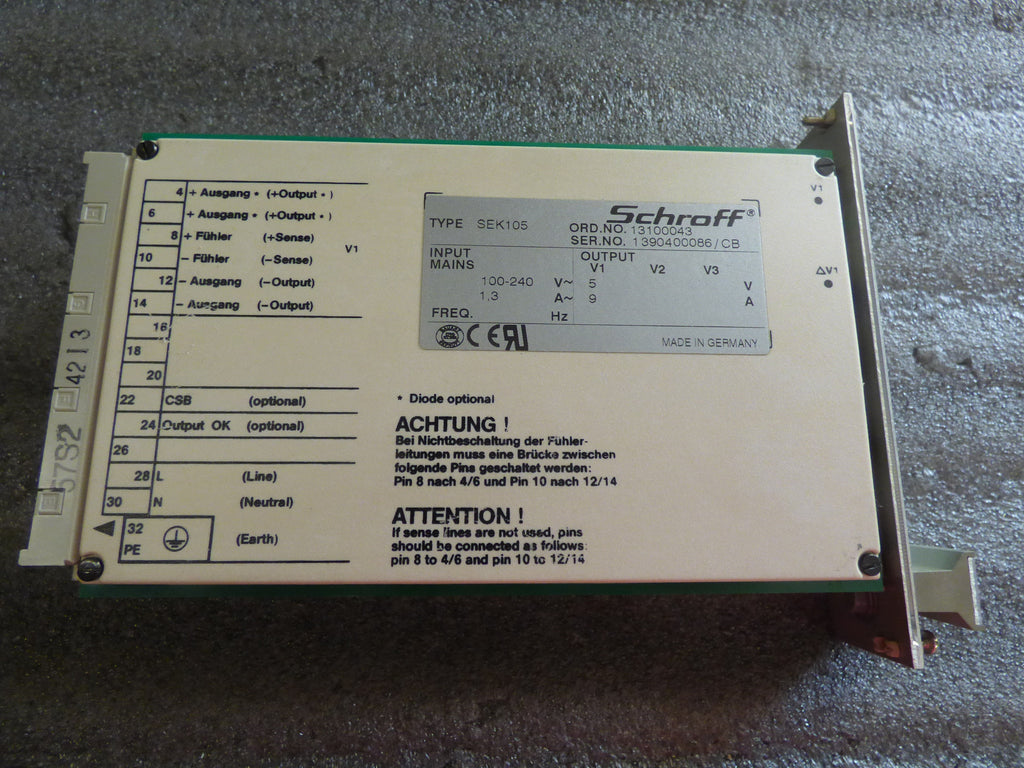 4 + Ausgang * (+Output *)
6 + Ausgang * (+Output *)
8 + Fühler (+Sense)
V1
10 - Fühler (-Sense)
12 - Ausgang (-Output)
14 - Ausgang (-Output)
16
18
20
22 CSB (optional)
24 Output OK (optional)
26
28 L (Line)
30 N (Neutral)
32
PE (Earth)
4213
Schroff®
TYPE SEK105 ORD.NO. 13100043
SER.NO. 1390400086/CB
INPUT OUTPUT
MAINS V1 V2 V3
100-240 V~ 5 V
1,3 A~ 9 A
FREQ. Hz
CE
MADE IN GERMANY
V1
ΔV1
* Diode optional
ACHTUNG !
Bei Nichtbeschaltung der Fühler-
leitungen muss eine Brücke zwischen
folgende Pins geschaltet werden:
Pin 8 nach 4/6 und Pin 10 nach 12/14
ATTENTION !
If sense lines are not used, pins
should be connected as follows:
pin 8 to 4/6 and pin 10 to 12/14